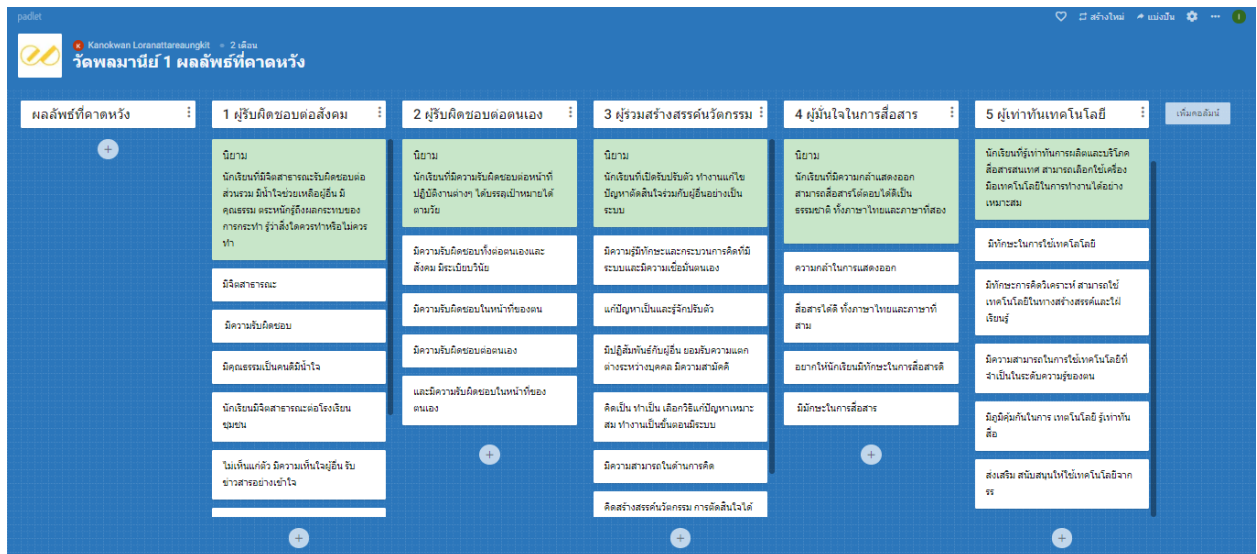 padlet
สร้างใหม่
แบ่งปัน
Kanokwan Loranattareaungkit
2 เดือน
วัดพลมานีย์ 1 ผลลัพธ์ที่คาดหวัง
ผลลัพธ์ที่คาดหวัง
1 ผู้รับผิดชอบต่อสังคม
นิยาม
นักเรียนที่มีจิตสาธารณะรับผิดชอบต่อ
ส่วนรวม มีน้ำใจช่วยเหลือผู้อื่น มี
คุณธรรม ตระหนักรู้ถึงผลกระทบของ
การกระทำ รู้ว่าสิ่งใดควรทำหรือไม่ควร
ทำ
มีจิตสาธารณะ
มีความรับผิดชอบ
มีคุณธรรมเป็นคนดีมีน้ำใจ
นักเรียนมีจิตสาธารณะต่อโรงเรียน
ชุมชน
ไม่เห็นแก่ตัว มีความเห็นใจผู้อื่น รับ
ข่าวสารอย่างเข้าใจ
2 ผู้รับผิดชอบต่อตนเอง
นิยาม
นักเรียนที่มีความรับผิดชอบต่อหน้าที่
ปฏิบัติงานต่างๆ ได้บรรลุเป้าหมายได้
ตามวัย
มีความรับผิดชอบทั้งต่อตนเองและ
สังคม มีระเบียบวินัย
มีความรับผิดชอบในหน้าที่ของตน
มีความรับผิดชอบต่อตนเอง
และมีความรับผิดชอบในหน้าที่ของ
ตนเอง
3 ผู้ร่วมสร้างสรรค์นวัตกรรม
นิยาม
นักเรียนที่เปิดรับปรับตัว ทำงานแก้ไข
ปัญหาตัดสินใจร่วมกับผู้อื่นอย่างเป็น
ระบบ
มีความรู้มีทักษะและกระบวนการคิดที่มี
ระบบและมีความเชื่อมั่นตนเอง
แก้ปัญหาเป็นและรู้จักปรับตัว
มีปฏิสัมพันธ์กับผู้อื่น ยอมรับความแตก
ต่างระหว่างบุคคล มีความสามัคคี
คิดเป็น ทำเป็น เลือกวิธีแก้ปัญหาเหมาะ
สม ทำงานเป็นขั้นตอนมีระบบ
มีความสามารถในด้านการคิด
คิดสร้างสรรค์นวัตกรรม การตัดสินใจได้
4 ผู้มั่นใจในการสื่อสาร
นิยาม
นักเรียนที่มีความกล้าแสดงออก
สามารถสื่อสารโต้ตอบได้ดีเป็น
ธรรมชาติ ทั้งภาษาไทยและภาษาที่สอง
ความกล้าในการแสดงออก
สื่อสารได้ดี ทั้งภาษาไทยและภาษาที่
สาม
อยากให้นักเรียนมีทักษะในการสื่อสารดี
มีมักษะในการสื่อสาร
5 ผู้เท่าทันเทคโนโลยี
นักเรียนที่รู้เท่าทันการผลิตและบริโภค
สื่อสารสนเทศ สามารถเลือกใช้เครื่อง
มือเทคโนโลยีในการทำงานได้อย่าง
เหมาะสม
มีทักษะในการใช้เทคโลโลยี
มีทักษะการคิดวิเคราะห์ สามารถใช้
เทคโนโลยีในทางสร้างสรรค์และใฝ่
เรียนรู้
มีความสามารถในการใช้เทคโนโลยีที่
จำเป็นในระดับความรู้ของตน
มีภูมิคุ้มกันในการ เทคโนโลยี รู้เท่าทัน
สื่อ
ส่งเสริม สนับสนุนให้ใช้เทคโนโลยีจาก
รร
เพิ่มคอลัมน์